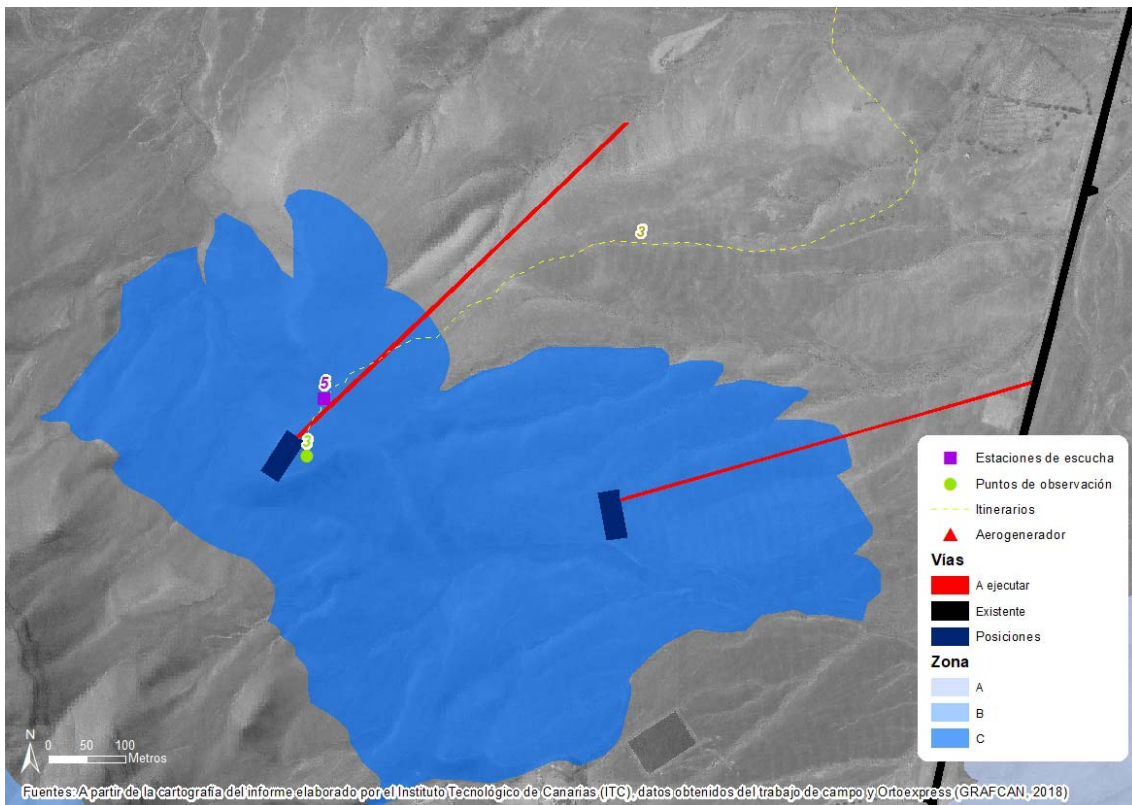 3
5
3
Estaciones de escucha
Puntos de observación
Itinerarios
Aerogenerador
Vías
A ejecutar
Existente
Posiciones
Zona
A
B
C
N
0 50 100
Metros
Fuentes: A partir de la cartografía del informe elaborado por el Instituto Tecnológico de Canarias (ITC), datos obtenidos del trabajo de campo y Ortoexpress (GRAFCAN, 2018)